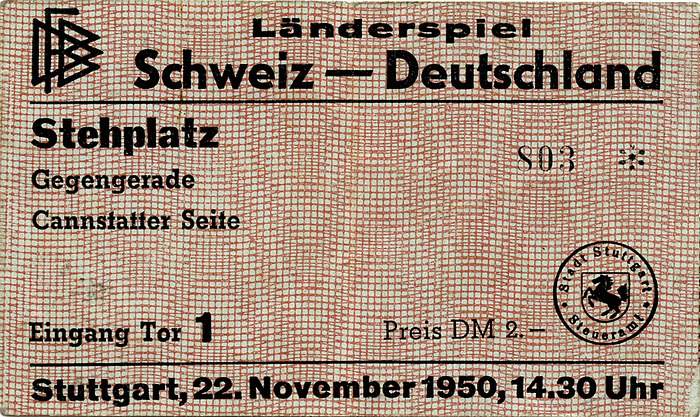 DFB
Länderspiel
Schweiz — Deutschland
Stehplatz
803 *
Gegengerade
Cannstatter Seite
Stadt Stuttgart
• Steueramt •
Eingang Tor 1
Preis DM 2.—
Stuttgart, 22. November 1950, 14.30 Uhr